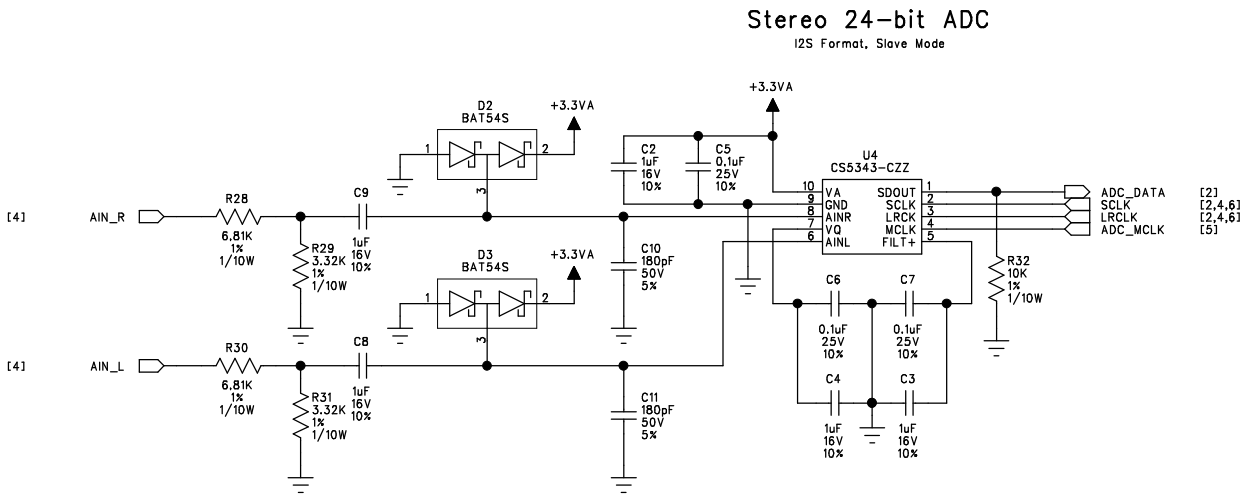 Stereo 24-bit ADC
I2S Format, Slave Mode
+3.3VA
D2
BAT54S
+3.3VA
1
2
3
C2
1uF
16V
10%
C5
0.1uF
25V
10%
U4
CS5343-CZZ
10 VA SDOUT 1
9 GND SCLK 2
8 AINR LRCK 3
7 VQ MCLK 4
6 AINL FILT+ 5
ADC_DATA [2]
SCLK [2,4,6]
LRCLK [2,4,6]
ADC_MCLK [5]
[4] AIN_R
R28
6.81K
1%
1/10W
R29
3.32K
1%
1/10W
C9
1uF
16V
10%
D3
BAT54S
+3.3VA
1
2
3
C10
180pF
50V
5%
R32
10K
1%
1/10W
C6
0.1uF
25V
10%
C7
0.1uF
25V
10%
[4] AIN_L
R30
6.81K
1%
1/10W
R31
3.32K
1%
1/10W
C8
1uF
16V
10%
C11
180pF
50V
5%
C4
1uF
16V
10%
C3
1uF
16V
10%